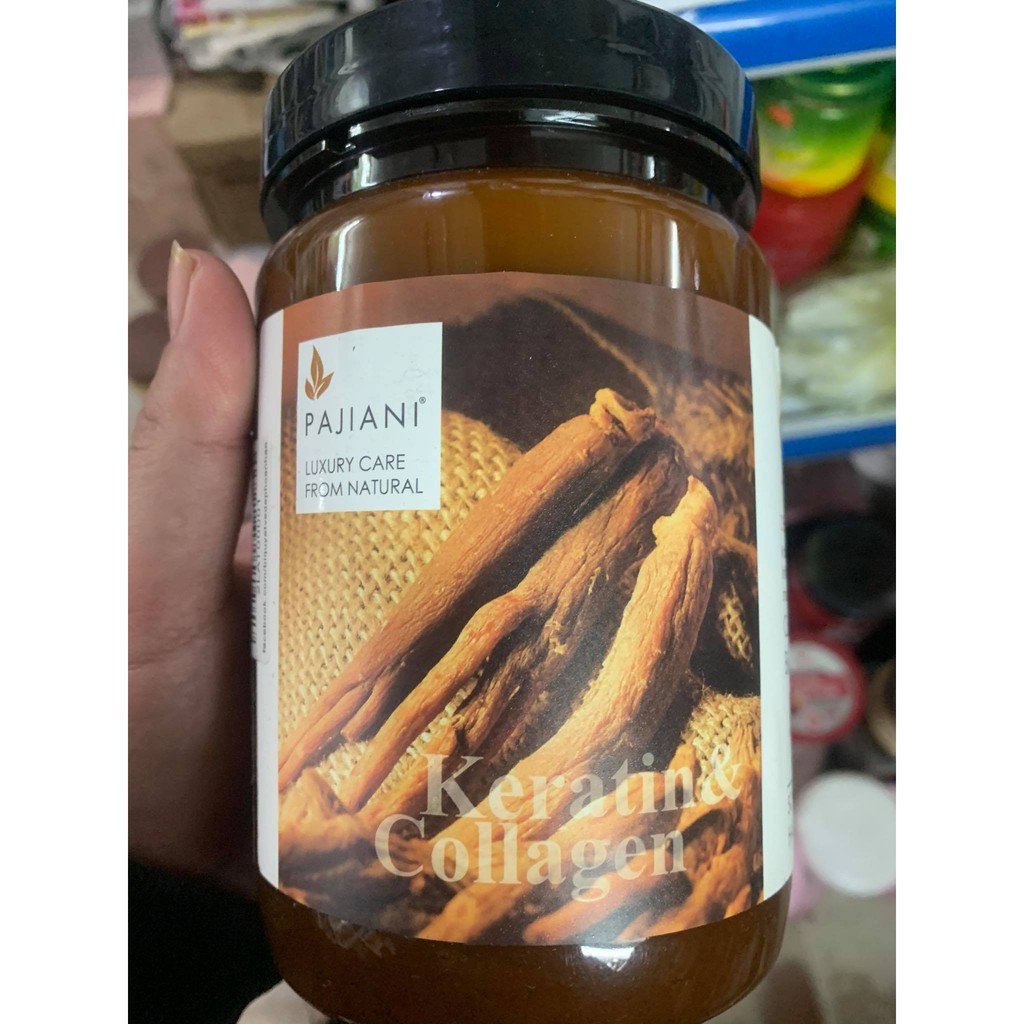 PAJIANI®
LUXURY CARE
FROM NATURAL
Keratin&
Collagen